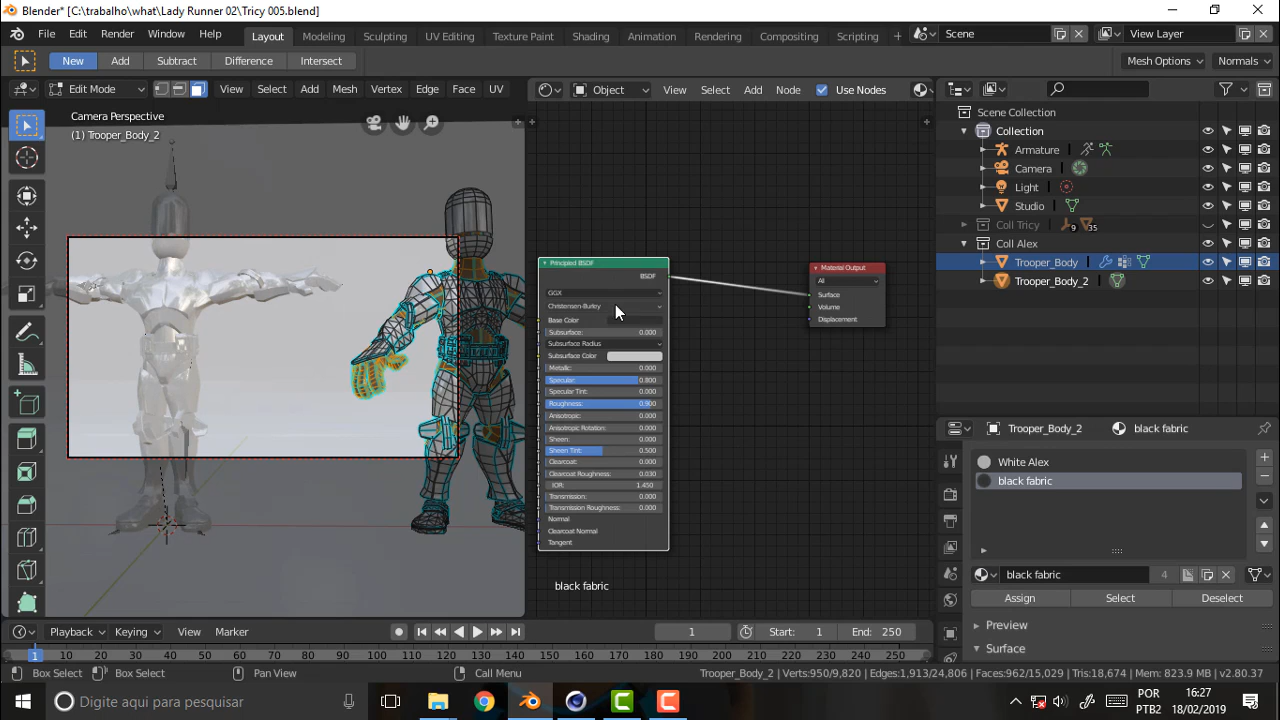 Blender* [C:\trabalho\what\Lady Runner 02\Tricy 005.blend]
File Edit Render Window Help Layout Modeling Sculpting UV Editing Texture Paint Shading Animation Rendering Compositing Scripting + Scene View Layer
New Add Subtract Difference Intersect Mesh Options Normals
Edit Mode View Select Add Mesh Vertex Edge Face UV Object View Select Add Node Use Nodes
Camera Perspective
(1) Trooper_Body_2
Principled BSDF
BSDF
GGX
Christensen-Burley
Base Color
Subsurface: 0.000
Subsurface Radius
Subsurface Color
Metallic: 0.000
Specular: 0.800
Specular Tint: 0.000
Roughness: 0.900
Anisotropic: 0.000
Anisotropic Rotation: 0.000
Sheen: 0.000
Sheen Tint: 0.500
Clearcoat: 0.000
Clearcoat Roughness: 0.030
IOR: 1.450
Transmission: 0.000
Transmission Roughness: 0.000
Normal
Clearcoat Normal
Tangent
black fabric
Material Output
All
Surface
Volume
Displacement
Scene Collection
Collection
Armature
Camera
Light
Studio
Coll Tricy 9 35
Coll Alex
Trooper_Body
Trooper_Body_2
Trooper_Body_2 black fabric
White Alex
black fabric
black fabric 4
Assign Select Deselect
Preview
Surface
Playback Keying View Marker 1 Start: 1 End: 250
1 10 20 30 40 50 60 70 80 90 100 110 120 130 140 150 160 170 180 190 200 210 220 230 240 250
Box Select Box Select Pan View Call Menu Trooper_Body_2 | Verts:950/9,820 | Edges:1,913/24,806 | Faces:962/15,029 | Tris:18,674 | Mem: 823.9 MB | v2.80.37
Digite aqui para pesquisar
POR
PTB2
16:27
18/02/2019